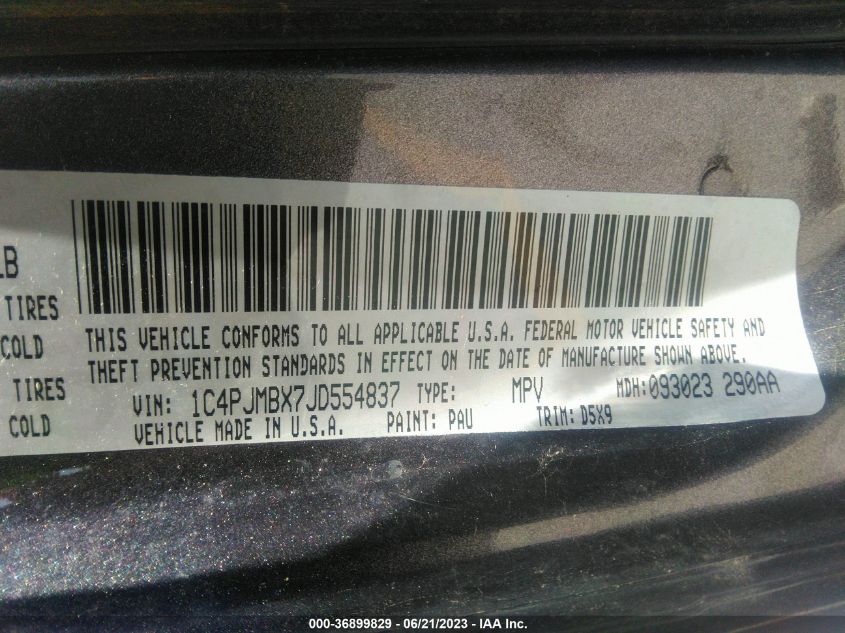 LB
TIRES
COLD
TIRES
COLD
THIS VEHICLE CONFORMS TO ALL APPLICABLE U.S.A. FEDERAL MOTOR VEHICLE SAFETY AND
THEFT PREVENTION STANDARDS IN EFFECT ON THE DATE OF MANUFACTURE SHOWN ABOVE.
VIN: 1C4PJMBX7JD554837 TYPE: MPV MDH:093023 290AA
VEHICLE MADE IN U.S.A. PAINT: PAU TRIM: D5X9
000-36899829 - 06/21/2023 - IAA Inc.